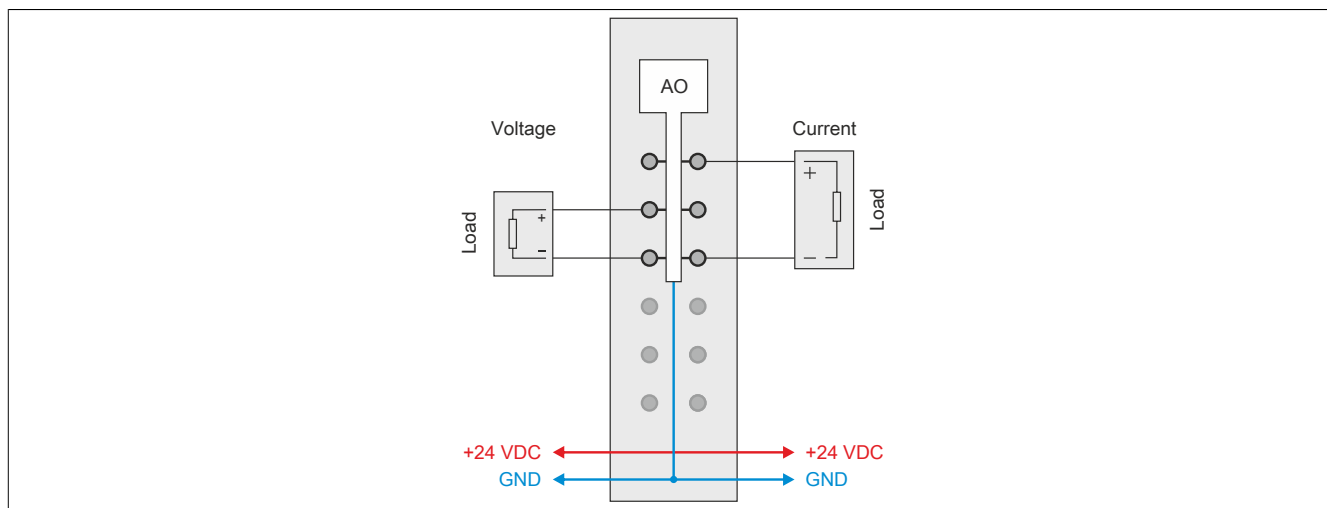 AO
Voltage
Current
Load
+
-
+
-
Load
+24 VDC
+24 VDC
GND
GND